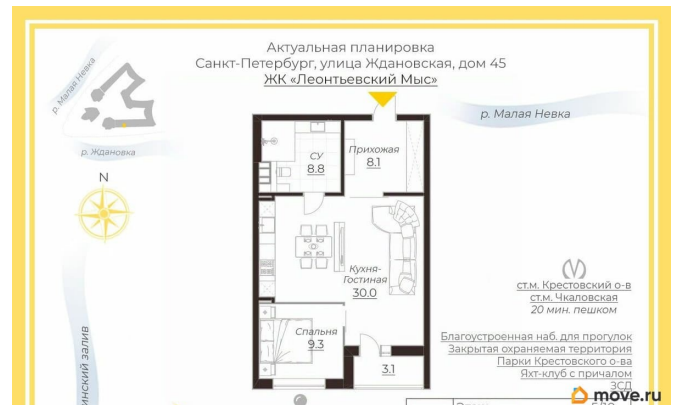 Актуальная планировка
Санкт-Петербург, улица Ждановская, дом 45
ЖК «Леонтьевский Мыс»
р. Малая Невка
р. Малая Невка
р. Ждановка
N
СУ
8.8
Прихожая
8.1
Кухня-
Гостиная
30.0
Спальня
9.3
3.1
ст.м. Крестовский о-в
ст.м. Чкаловская
20 мин. пешком
Благоустроенная наб. для прогулок
Закрытая охраняемая территория
Парки Крестовского о-ва
Яхт-клуб с причалом
ЗСД
залив
move.ru